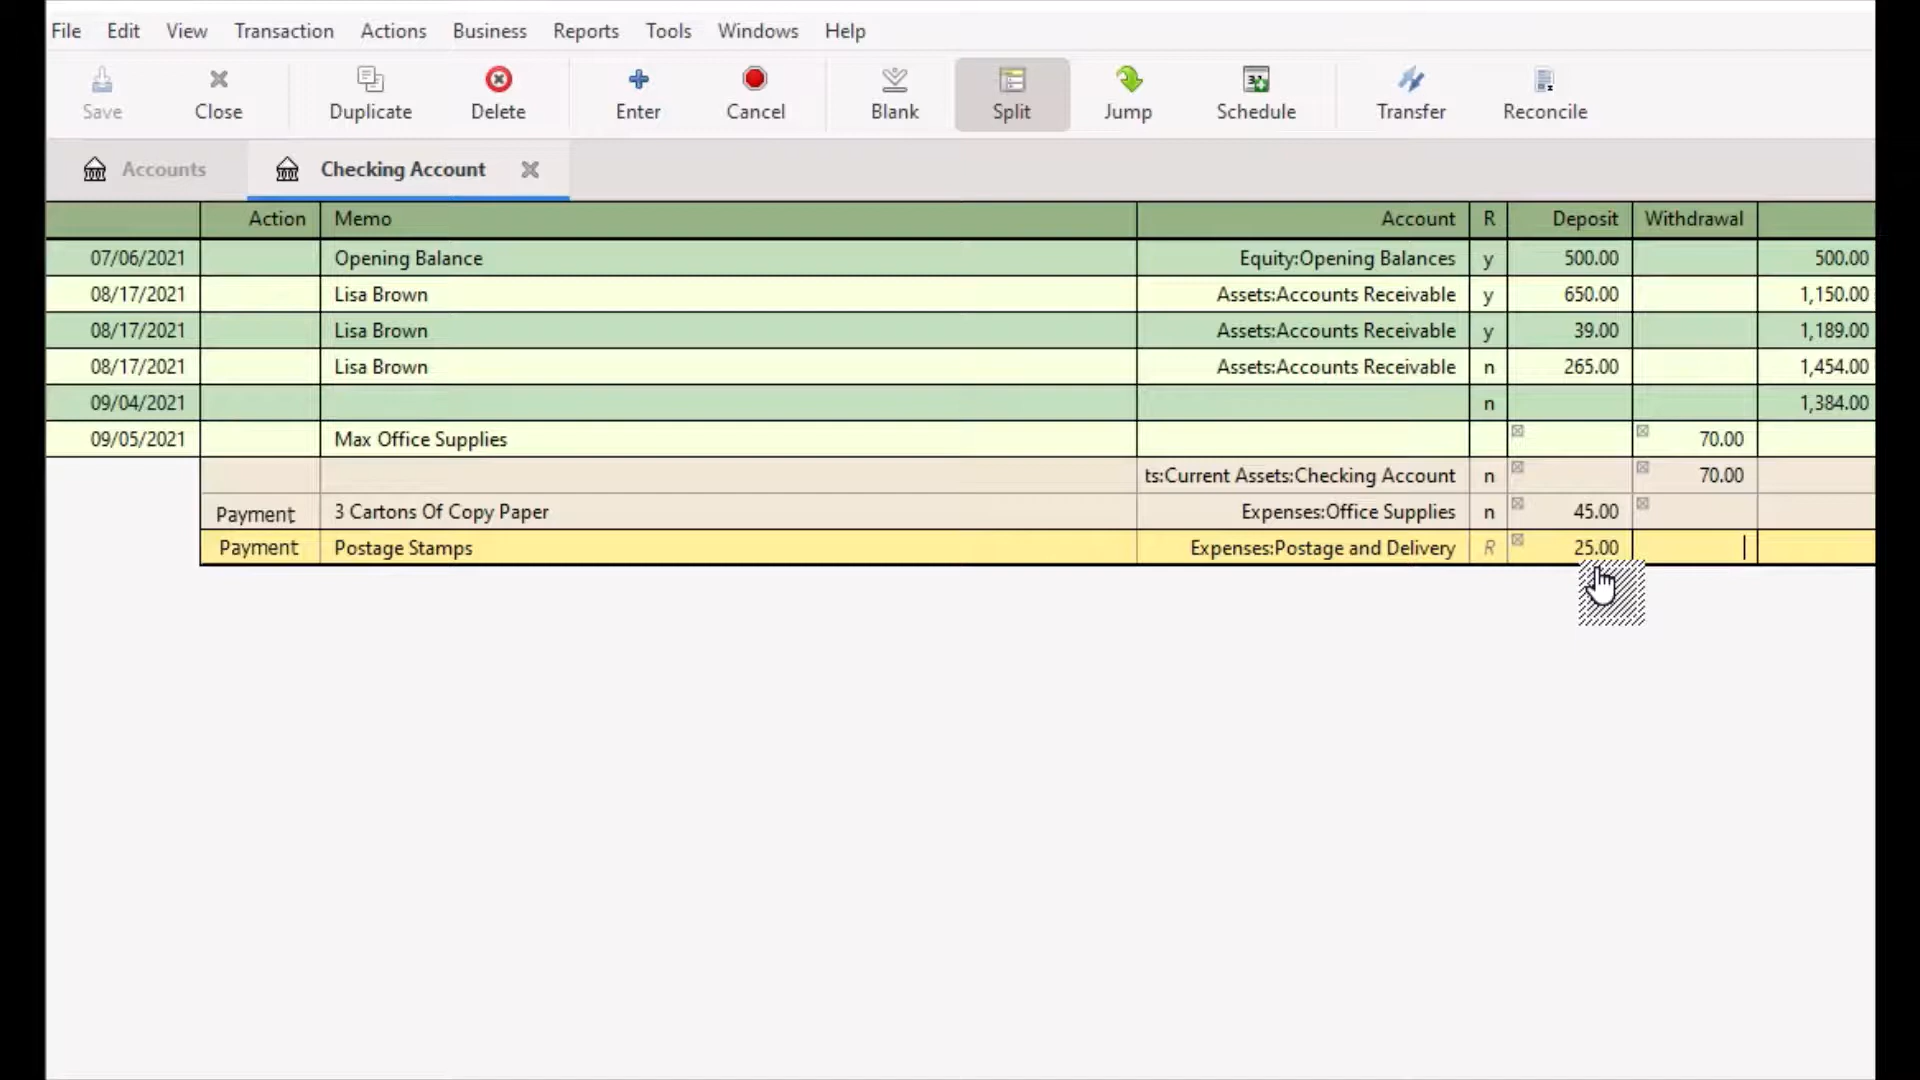 File Edit View Transaction Actions Business Reports Tools Windows Help
Save Close Duplicate Delete Enter Cancel Blank Split Jump Schedule Transfer Reconcile
Accounts Checking Account
Action Memo Account R Deposit Withdrawal
07/06/2021 Opening Balance Equity:Opening Balances y 500.00 500.00
08/17/2021 Lisa Brown Assets:Accounts Receivable y 650.00 1,150.00
08/17/2021 Lisa Brown Assets:Accounts Receivable y 39.00 1,189.00
08/17/2021 Lisa Brown Assets:Accounts Receivable n 265.00 1,454.00
09/04/2021 n 1,384.00
09/05/2021 Max Office Supplies 70.00
ts:Current Assets:Checking Account n 70.00
Payment 3 Cartons Of Copy Paper Expenses:Office Supplies n 45.00
Payment Postage Stamps Expenses:Postage and Delivery R 25.00